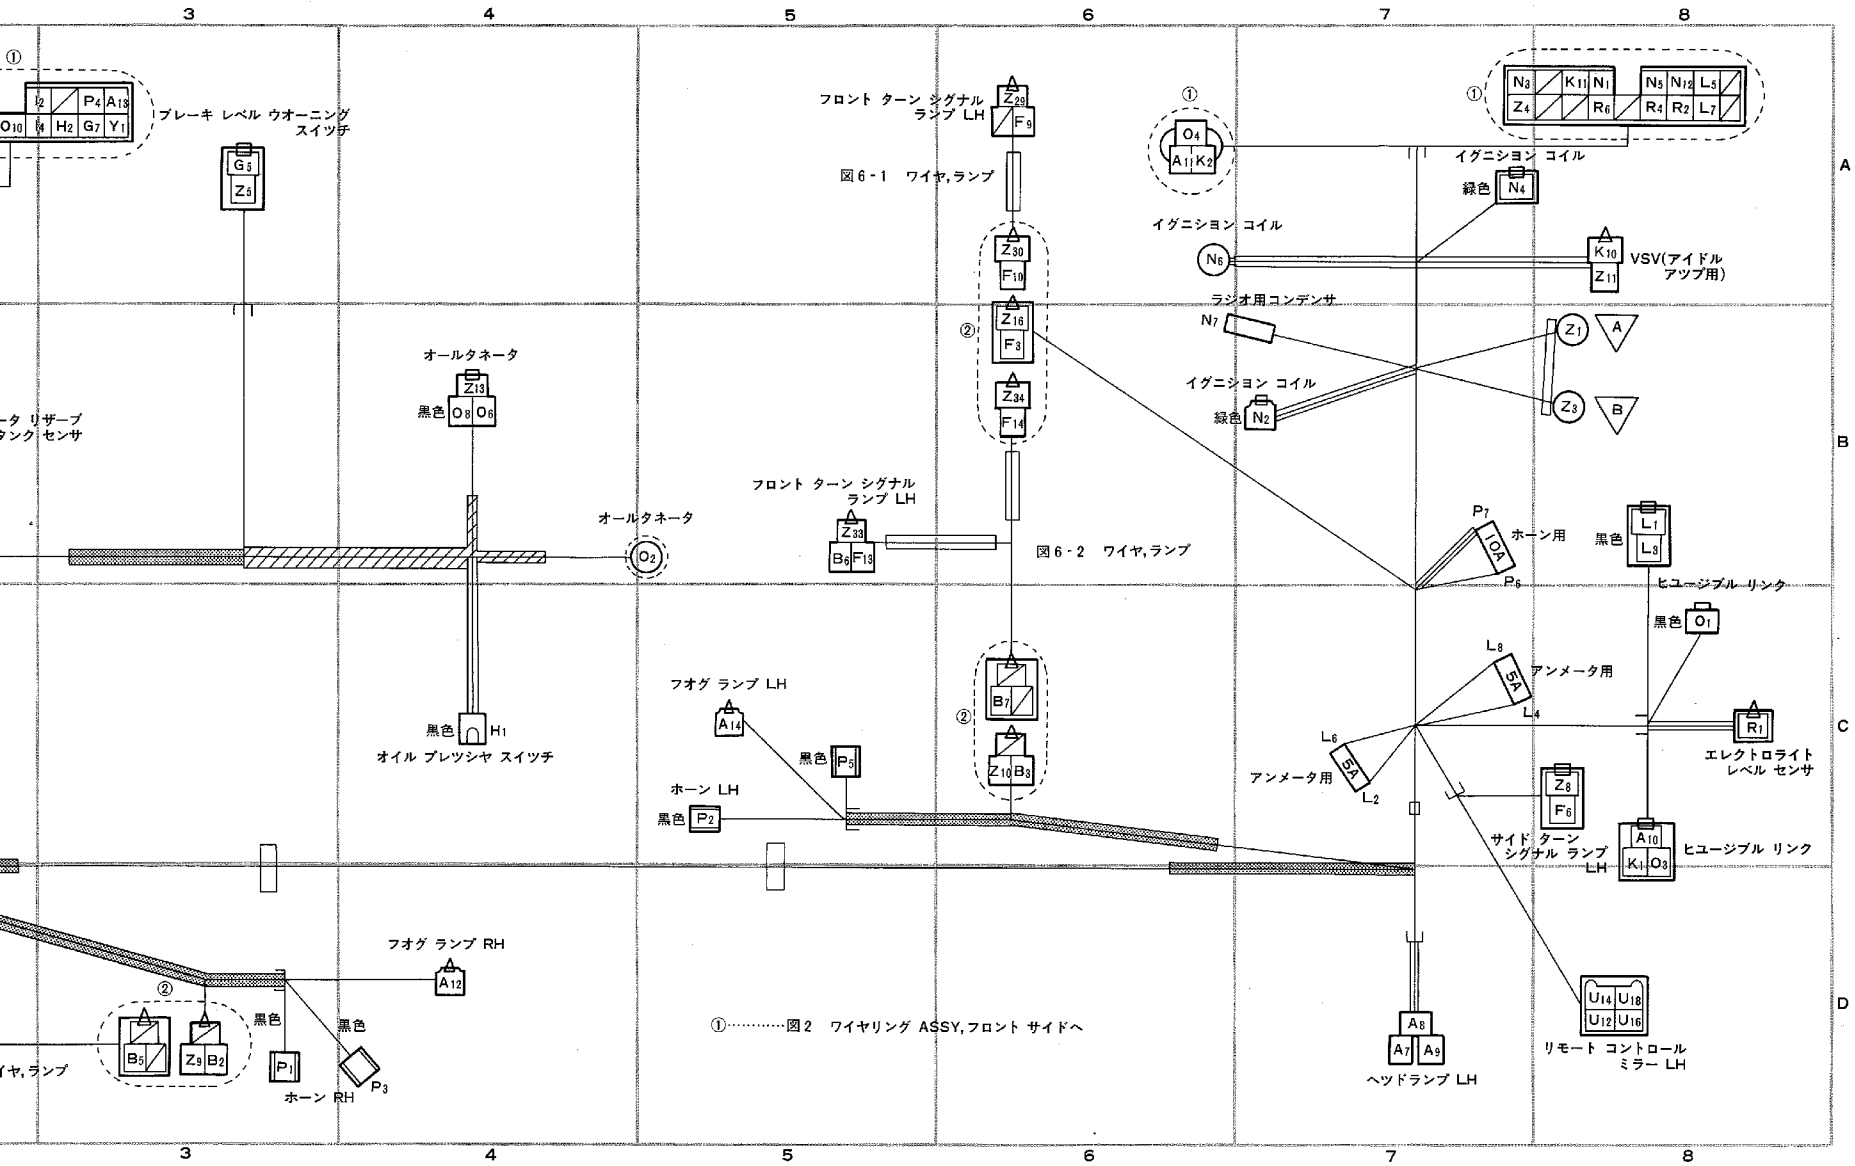 3 4 5 6 7 8
①
I2 P4 A13
O10 I4 H2 G7 Y1
ブレーキ レベル ウオーニング
スイツチ
G5
Z5
フロント ターン シグナル
ランプ LH
Z29
F9
図6-1 ワイヤ,ランプ
Z30
F10
②
Z16
F3
Z34
F14
①
O4
A11 K2
①
N3 K11 N1 N5 N12 L5
Z4 R6 R4 R2 L7
イグニシヨン コイル
緑色 N4
イグニシヨン コイル
N6
K10
Z11
VSV(アイドル
アツプ用)
A
ラジオ用コンデンサ
N7
Z1 A
Z3 B
イグニシヨン コイル
緑色 N2
オールタネータ
Z13
黒色 O8 O6
ータ リザーブ
タンク センサ
B
オールタネータ
O2
フロント ターン シグナル
ランプ LH
Z33
B6 F13
図6-2 ワイヤ,ランプ
P7
10A
ホーン用
P6
L1
黒色
L3
ヒユージブル リンク
黒色 O1
フオグ ランプ LH
A14
B7
②
Z10 B3
L8
5A
アンメータ用
L4
L6
5A
アンメータ用
L2
R1
エレクトロライト
レベル センサ
C
黒色 H1
オイル プレツシヤ スイツチ
黒色 P5
ホーン LH
黒色 P2
Z8
F6
サイド ターン
シグナル ランプ
LH
A10
K1 O3
ヒユージブル リンク
フオグ ランプ RH
A12
②
B5
Z9 B2
黒色
P1
黒色
P3
ホーン RH
イヤ,ランプ
①…………図2 ワイヤリング ASSY,フロント サイドへ
A8
A7 A9
ヘツドランプ LH
U14 U18
U12 U16
リモート コントロール
ミラー LH
D
3 4 5 6 7 8